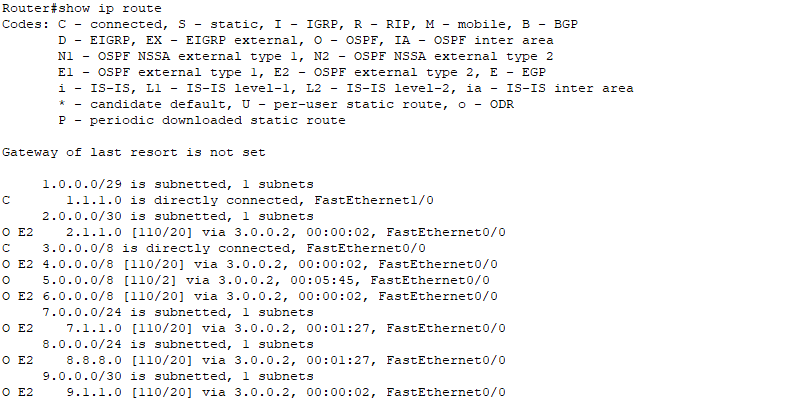 Router#show ip route
Codes: C - connected, S - static, I - IGRP, R - RIP, M - mobile, B - BGP
       D - EIGRP, EX - EIGRP external, O - OSPF, IA - OSPF inter area
       N1 - OSPF NSSA external type 1, N2 - OSPF NSSA external type 2
       E1 - OSPF external type 1, E2 - OSPF external type 2, E - EGP
       i - IS-IS, L1 - IS-IS level-1, L2 - IS-IS level-2, ia - IS-IS inter area
       * - candidate default, U - per-user static route, o - ODR
       P - periodic downloaded static route

Gateway of last resort is not set

     1.0.0.0/29 is subnetted, 1 subnets
C       1.1.1.0 is directly connected, FastEthernet1/0
     2.0.0.0/30 is subnetted, 1 subnets
O E2    2.1.1.0 [110/20] via 3.0.0.2, 00:00:02, FastEthernet0/0
C    3.0.0.0/8 is directly connected, FastEthernet0/0
O E2 4.0.0.0/8 [110/20] via 3.0.0.2, 00:00:02, FastEthernet0/0
O    5.0.0.0/8 [110/2] via 3.0.0.2, 00:05:45, FastEthernet0/0
O E2 6.0.0.0/8 [110/20] via 3.0.0.2, 00:00:02, FastEthernet0/0
     7.0.0.0/24 is subnetted, 1 subnets
O E2    7.1.1.0 [110/20] via 3.0.0.2, 00:01:27, FastEthernet0/0
     8.0.0.0/24 is subnetted, 1 subnets
O E2    8.8.8.0 [110/20] via 3.0.0.2, 00:01:27, FastEthernet0/0
     9.0.0.0/30 is subnetted, 1 subnets
O E2    9.1.1.0 [110/20] via 3.0.0.2, 00:00:02, FastEthernet0/0